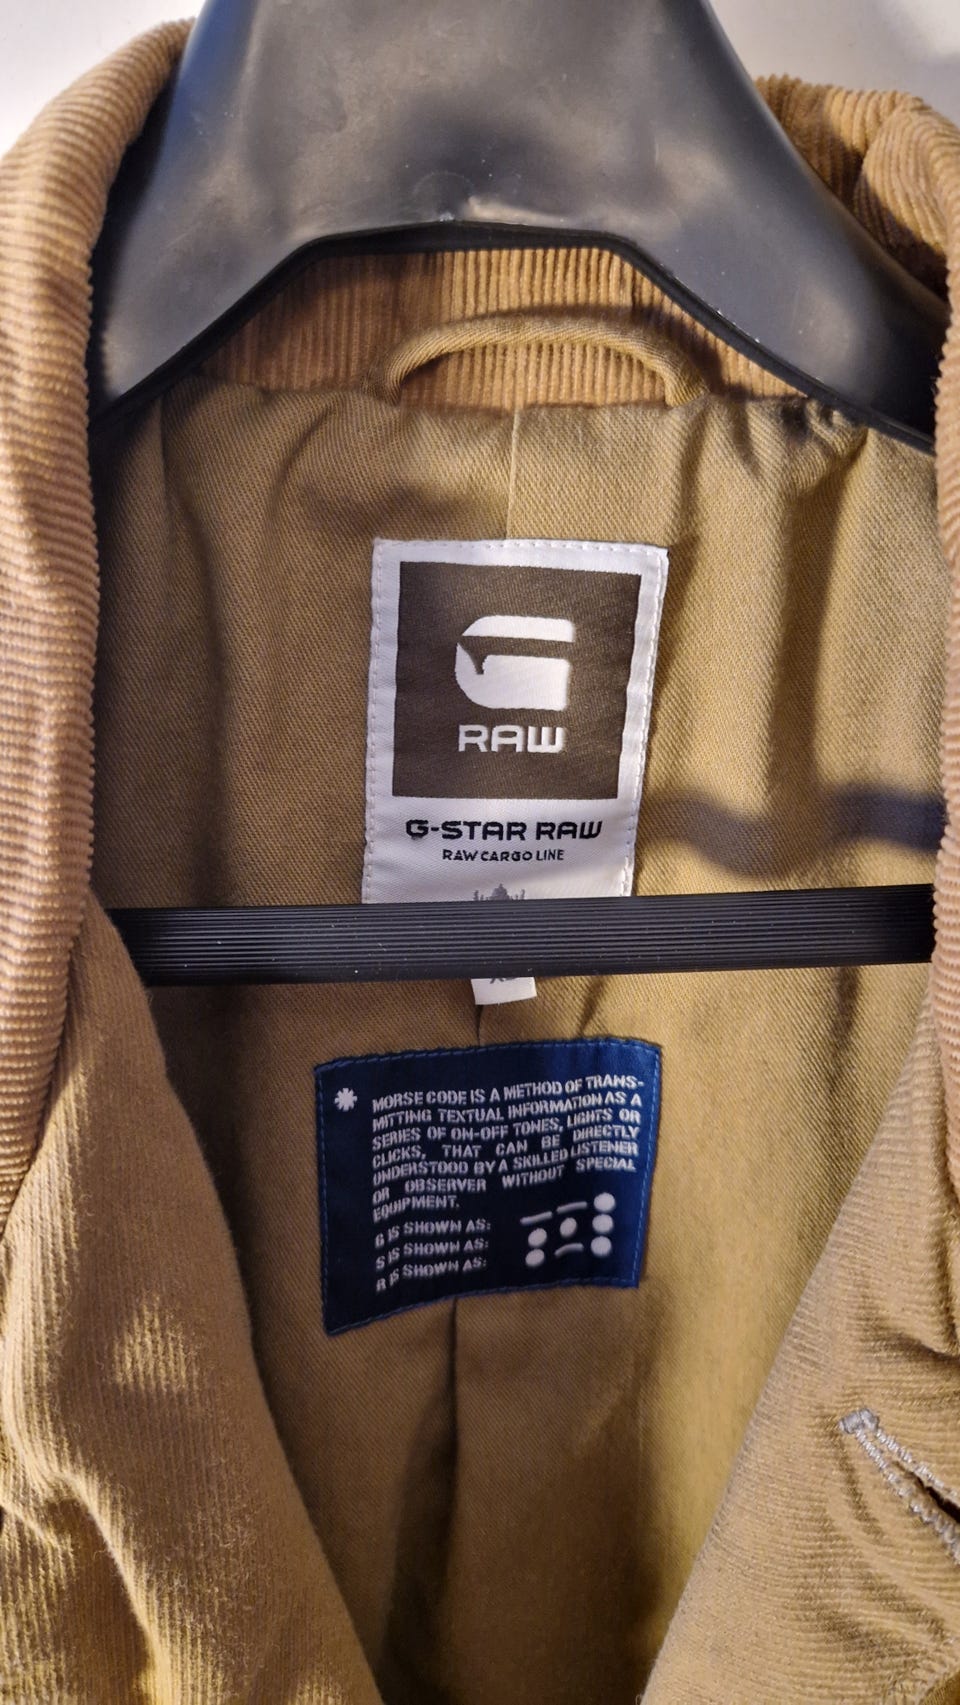 RAW
G-STAR RAW
RAW CARGO LINE
MORSE CODE IS A METHOD OF TRANS-
MITTING TEXTUAL INFORMATION AS A
SERIES OF ON-OFF TONES, LIGHTS OR
CLICKS, THAT CAN BE DIRECTLY
UNDERSTOOD BY A SKILLED LISTENER
OR OBSERVER WITHOUT SPECIAL
EQUIPMENT.
G IS SHOWN AS:
S IS SHOWN AS:
R IS SHOWN AS: